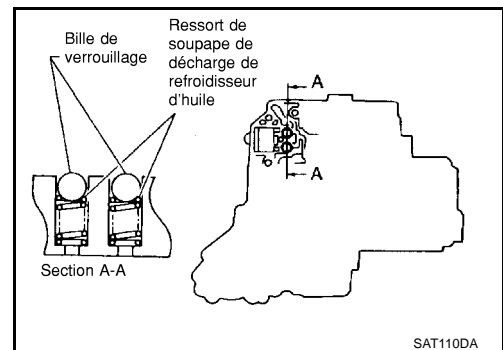 Bille de
verrouillage
Ressort de
soupape de
décharge de
refroidisseur
d'huile
A
A
Section A-A
SAT110DA